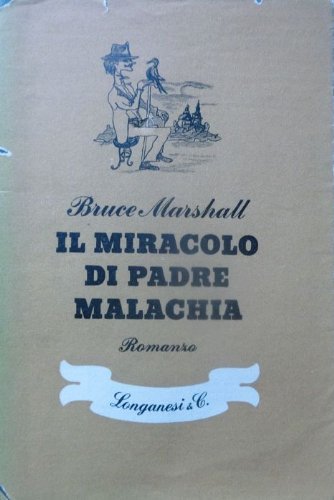 Bruce Marshall
IL MIRACOLO
DI PADRE
MALACHIA
Romanzo
Longanesi & C.